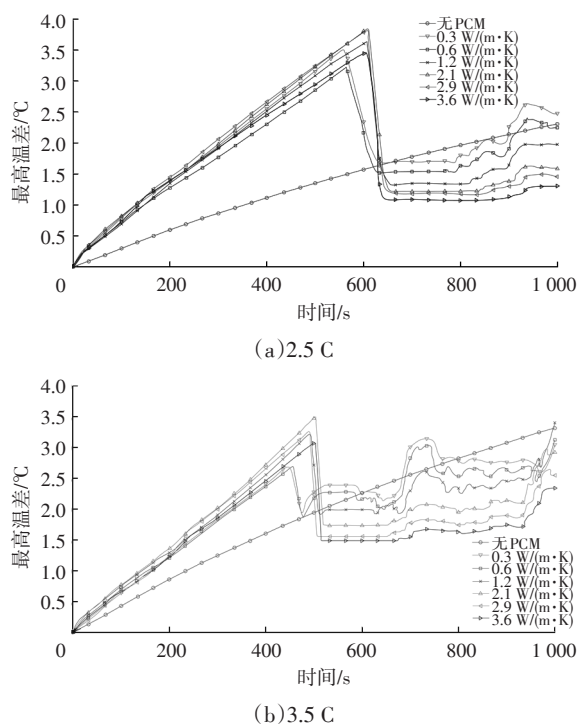 4.0
3.5
3.0
2.5
2.0
1.5
1.0
0.5
0
最高温差/℃
无PCM
0.3 W/(m·K)
0.6 W/(m·K)
1.2 W/(m·K)
2.1 W/(m·K)
2.9 W/(m·K)
3.6 W/(m·K)
200
400
600
800
1 000
时间/s
(a)2.5 C
4.0
3.5
3.0
2.5
2.0
1.5
1.0
0.5
0
最高温差/℃
无PCM
0.3 W/(m·K)
0.6 W/(m·K)
1.2 W/(m·K)
2.1 W/(m·K)
2.9 W/(m·K)
3.6 W/(m·K)
200
400
600
800
1 000
时间/s
(b)3.5 C